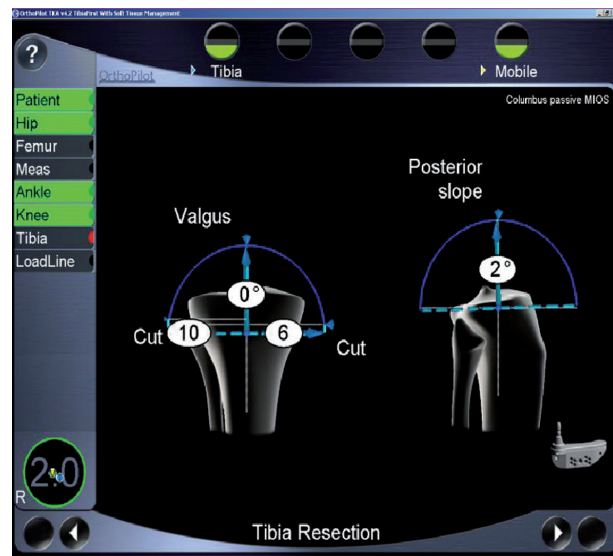 OrthoPilot TKA v4.2 TibiaFirst With Soft Tissue Management
?
OrthoPilot
Tibia
Mobile
Columbus passive MIOS
Patient
Hip
Femur
Meas
Ankle
Knee
Tibia
LoadLine
Valgus
0°
Cut 10 6 Cut
Posterior
slope
2°
2.0
R
Tibia Resection